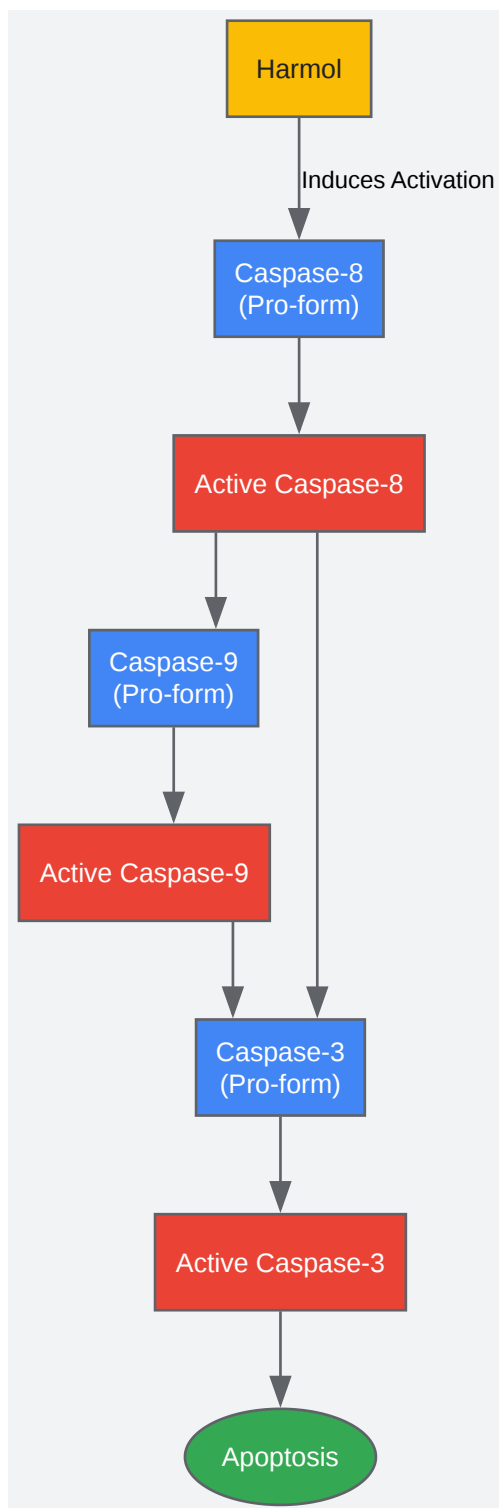 Harmol
Induces Activation
Caspase-8
(Pro-form)
Active Caspase-8
Caspase-9
(Pro-form)
Active Caspase-9
Caspase-3
(Pro-form)
Active Caspase-3
Apoptosis